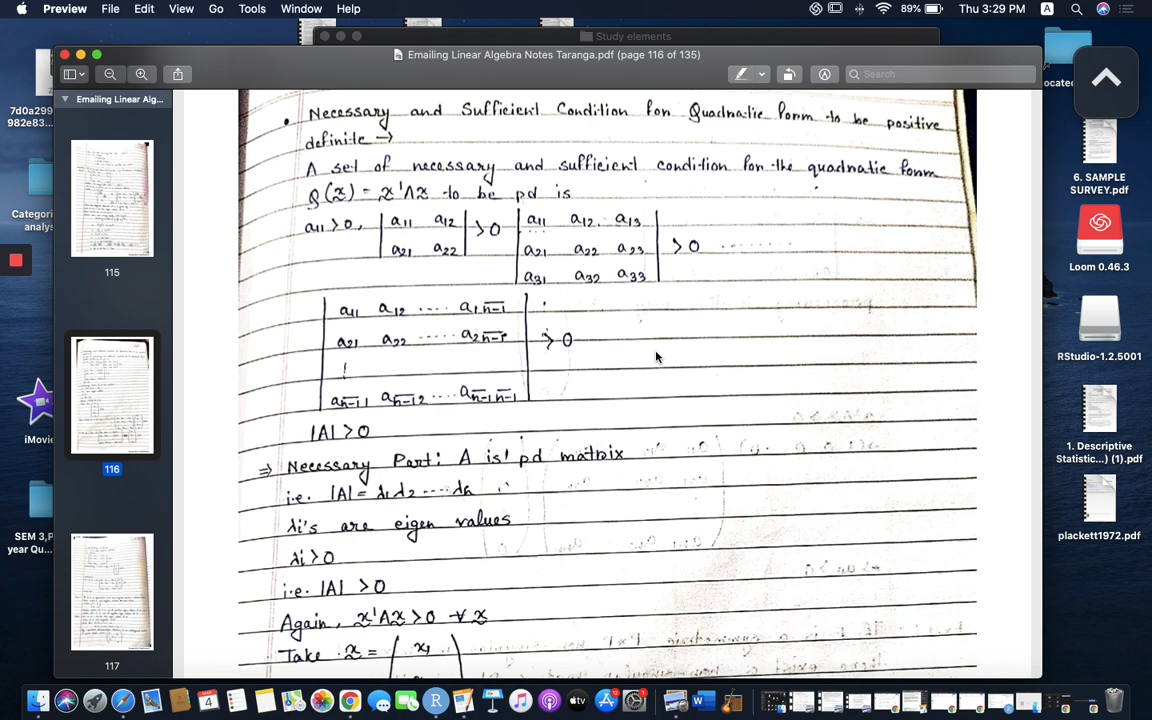 Preview File Edit View Go Tools Window Help 89% Thu 3:29 PM A
Study elements
Emailing Linear Algebra Notes Taranga.pdf (page 116 of 135)
Search
Emailing Linear Alg...
7d0a299
982e83...
Categori
analys
iMovie
SEM 3,P
year Qu...
115
116
117
• Necessary and Sufficient Condition for Quadratic Form to be positive
definite →
A set of necessary and sufficient condition for the quadratic form
Q(x) = x'Ax to be pd is
a11 > 0, | a11 a12 | > 0 | a11 a12 a13 |
| a21 a22 | | a21 a22 a23 | > 0 ..........
| a31 a32 a33 |
| a11 a12 .... a1n-1 |
| a21 a22 ..... a2n-1 | > 0
| an-11 an-12 .... an-1n-1 |
|A| > 0
⇒ Necessary Part: A is pd matrix
i.e. |A| = λ1 λ2 .... λn
λi's are eigen values
λi > 0
i.e. |A| > 0
Again, x'Ax > 0 ∀ x
Take x = ( x1
ocated
6. SAMPLE
SURVEY.pdf
Loom 0.46.3
RStudio-1.2.5001
1. Descriptive
Statistic...) (1).pdf
plackett1972.pdf